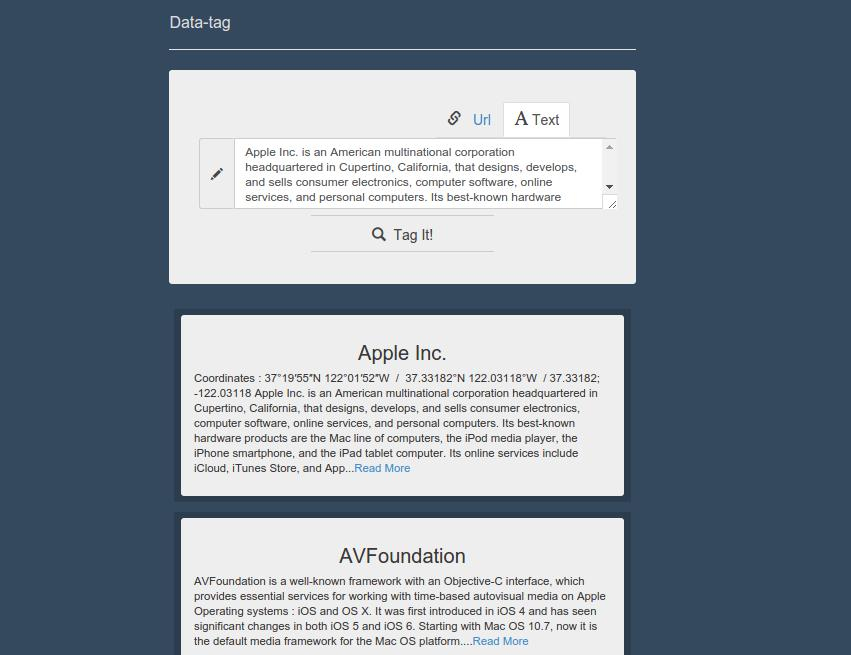 Data-tag
Url
A Text
Apple Inc. is an American multinational corporation
headquartered in Cupertino, California, that designs, develops,
and sells consumer electronics, computer software, online
services, and personal computers. Its best-known hardware
Tag It!
Apple Inc.
Coordinates : 37°19′55″N 122°01′52″W / 37.33182°N 122.03118°W / 37.33182;
-122.03118 Apple Inc. is an American multinational corporation headquartered in
Cupertino, California, that designs, develops, and sells consumer electronics,
computer software, online services, and personal computers. Its best-known
hardware products are the Mac line of computers, the iPod media player, the
iPhone smartphone, and the iPad tablet computer. Its online services include
iCloud, iTunes Store, and App...Read More
AVFoundation
AVFoundation is a well-known framework with an Objective-C interface, which
provides essential services for working with time-based autovisual media on Apple
Operating systems : iOS and OS X. It was first introduced in iOS 4 and has seen
significant changes in both iOS 5 and iOS 6. Starting with Mac OS 10.7, now it is
the default media framework for the Mac OS platform....Read More